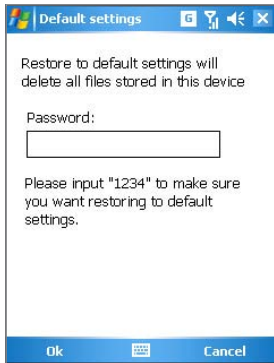 Default settings
G
Restore to default settings will
delete all files stored in this device
Password:
Please input "1234" to make sure
you want restoring to default
settings.
Ok
Cancel